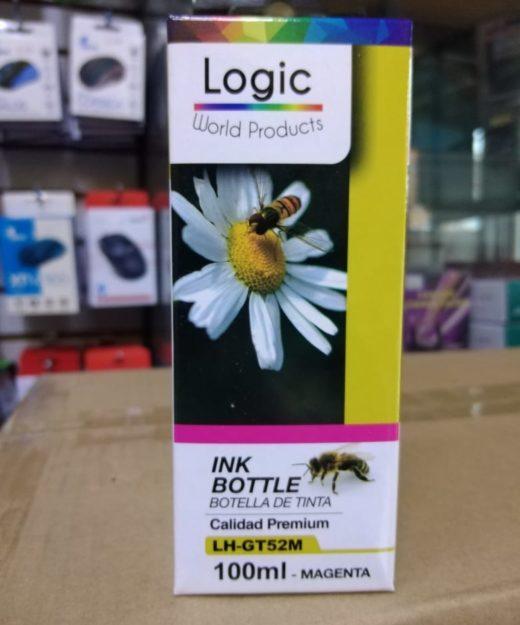 Logic
World Products
INK
BOTTLE
BOTELLA DE TINTA
Calidad Premium
LH-GT52M
100ml - MAGENTA